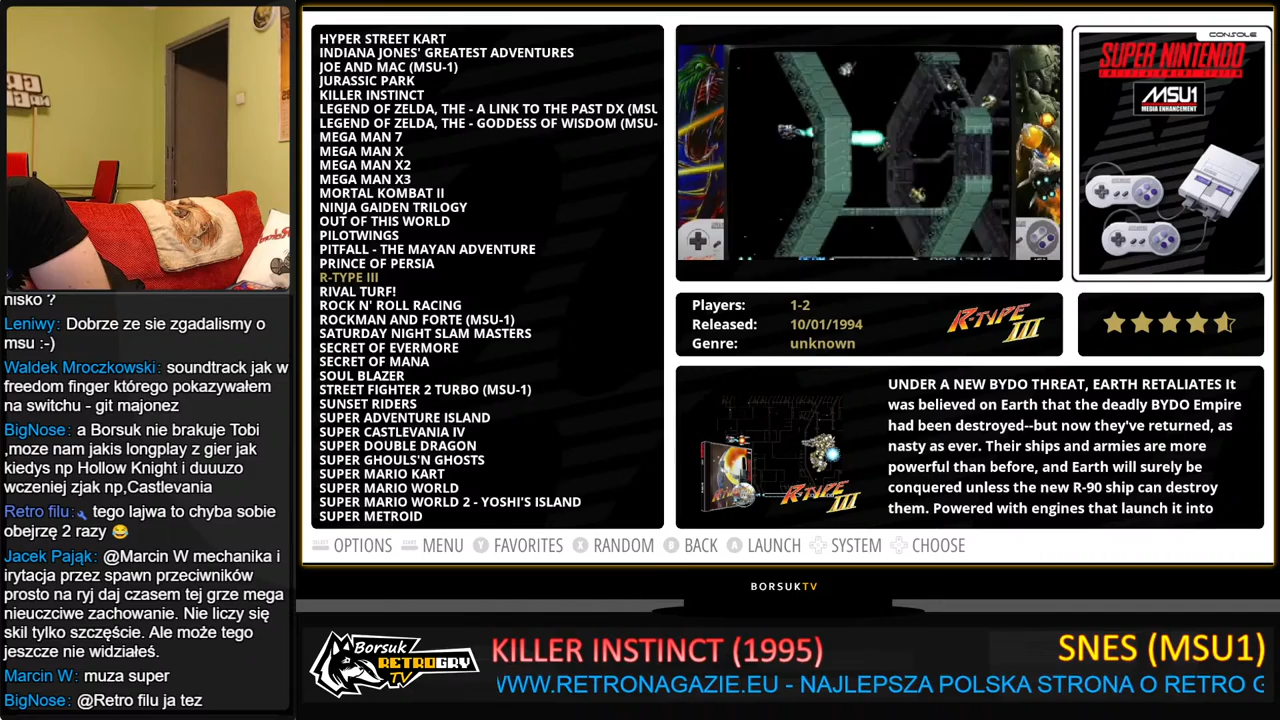 HYPER STREET KART
INDIANA JONES' GREATEST ADVENTURES
JOE AND MAC (MSU-1)
JURASSIC PARK
KILLER INSTINCT
LEGEND OF ZELDA, THE - A LINK TO THE PAST DX (MSU
LEGEND OF ZELDA, THE - GODDESS OF WISDOM (MSU-
MEGA MAN 7
MEGA MAN X
MEGA MAN X2
MEGA MAN X3
MORTAL KOMBAT II
NINJA GAIDEN TRILOGY
OUT OF THIS WORLD
PILOTWINGS
PITFALL - THE MAYAN ADVENTURE
PRINCE OF PERSIA
R-TYPE III
RIVAL TURF!
ROCK N' ROLL RACING
ROCKMAN AND FORTE (MSU-1)
SATURDAY NIGHT SLAM MASTERS
SECRET OF EVERMORE
SECRET OF MANA
SOUL BLAZER
STREET FIGHTER 2 TURBO (MSU-1)
SUNSET RIDERS
SUPER ADVENTURE ISLAND
SUPER CASTLEVANIA IV
SUPER DOUBLE DRAGON
SUPER GHOUL'S N GHOSTS
SUPER MARIO KART
SUPER MARIO WORLD
SUPER MARIO WORLD 2 - YOSHI'S ISLAND
SUPER METROID
CONSOLE
SUPER NINTENDO
ENTERTAINMENT SYSTEM
MSU1
MEDIA ENHANCEMENT
Players: 1-2
Released: 10/01/1994
Genre: unknown
R-TYPE
III
UNDER A NEW BYDO THREAT, EARTH RETALIATES It
was believed on Earth that the deadly BYDO Empire
had been destroyed--but now they've returned, as
nasty as ever. Their ships and armies are more
powerful than before, and Earth will surely be
conquered unless the new R-90 ship can destroy
them. Powered with engines that launch it into
R-TYPE
III
OPTIONS MENU Y FAVORITES X RANDOM B BACK A LAUNCH SYSTEM CHOOSE
nisko ?
Leniwy: Dobrze ze sie zgadalismy o
msu :-)
Waldek Mroczkowski: soundtrack jak w
freedom finger którego pokazywałem
na switchu - git majonez
BigNose: a Borsuk nie brakuje Tobi
,moze nam jakis longplay z gier jak
kiedys np Hollow Knight i duuuzo
wczeniej zjak np,Castlevania
Retro filu: tego lajwa to chyba sobie
obejrzę 2 razy 😂
Jacek Pająk: @Marcin W mechanika i
irytacja przez spawn przeciwników
prosto na ryj daj czasem tej grze mega
nieuczciwe zachowanie. Nie liczy się
skil tylko szczęście. Ale może tego
jeszcze nie widziałeś.
Marcin W: muza super
BigNose: @Retro filu ja tez
BORSUKTV
Borsuk
RETROGRY
TV
KILLER INSTINCT (1995)
SNES (MSU1)
WWW.RETRONAGAZIE.EU - NAJLEPSZA POLSKA STRONA O RETRO G